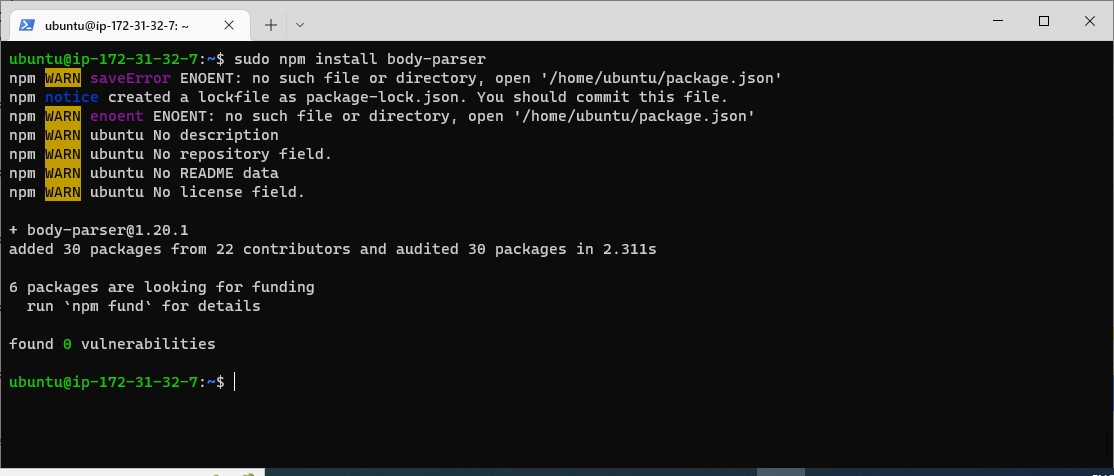 ubuntu@ip-172-31-32-7: ~
ubuntu@ip-172-31-32-7:~$ sudo npm install body-parser
npm WARN saveError ENOENT: no such file or directory, open '/home/ubuntu/package.json'
npm notice created a lockfile as package-lock.json. You should commit this file.
npm WARN enoent ENOENT: no such file or directory, open '/home/ubuntu/package.json'
npm WARN ubuntu No description
npm WARN ubuntu No repository field.
npm WARN ubuntu No README data
npm WARN ubuntu No license field.
+ body-parser@1.20.1
added 30 packages from 22 contributors and audited 30 packages in 2.311s
6 packages are looking for funding
run `npm fund` for details
found 0 vulnerabilities
ubuntu@ip-172-31-32-7:~$